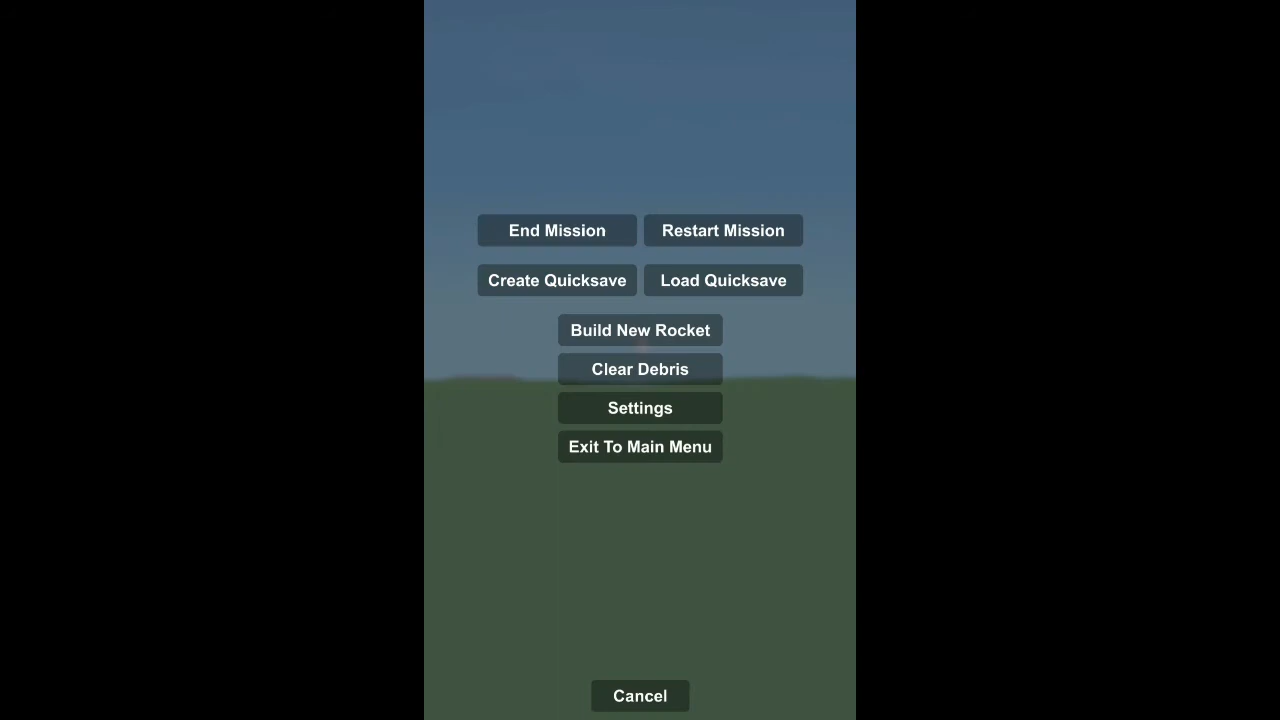 End Mission Restart Mission
Create Quicksave Load Quicksave
Build New Rocket
Clear Debris
Settings
Exit To Main Menu
Cancel